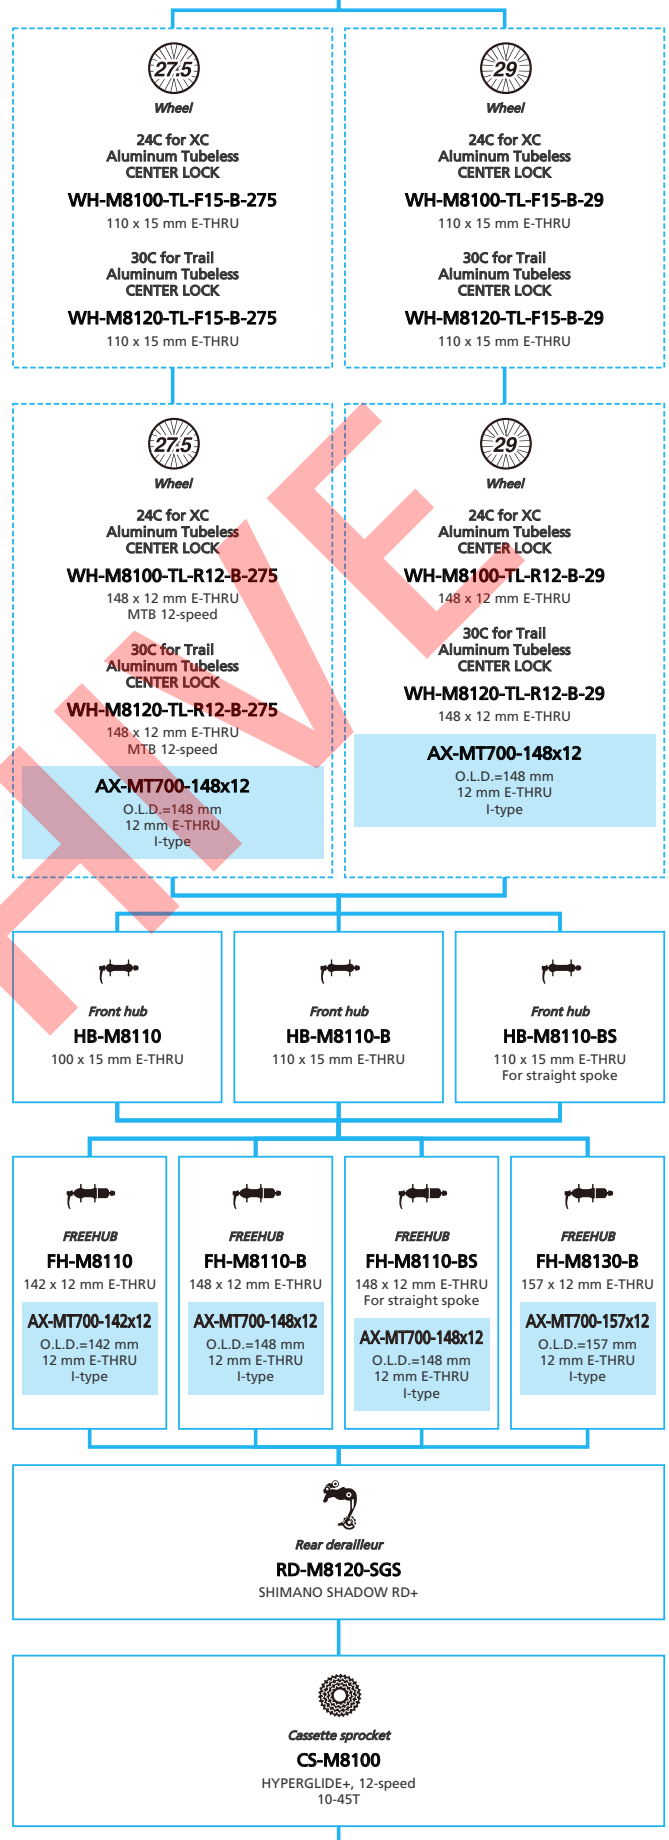 27.5
Wheel
24C for XC
Aluminum Tubeless
CENTER LOCK
WH-M8100-TL-F15-B-275
110 x 15 mm E-THRU
30C for Trail
Aluminum Tubeless
CENTER LOCK
WH-M8120-TL-F15-B-275
110 x 15 mm E-THRU
29
Wheel
24C for XC
Aluminum Tubeless
CENTER LOCK
WH-M8100-TL-F15-B-29
110 x 15 mm E-THRU
30C for Trail
Aluminum Tubeless
CENTER LOCK
WH-M8120-TL-F15-B-29
110 x 15 mm E-THRU
27.5
Wheel
24C for XC
Aluminum Tubeless
CENTER LOCK
WH-M8100-TL-R12-B-275
148 x 12 mm E-THRU
MTB 12-speed
30C for Trail
Aluminum Tubeless
CENTER LOCK
WH-M8120-TL-R12-B-275
148 x 12 mm E-THRU
MTB 12-speed
AX-MT700-148x12
O.L.D.=148 mm
12 mm E-THRU
I-type
29
Wheel
24C for XC
Aluminum Tubeless
CENTER LOCK
WH-M8100-TL-R12-B-29
148 x 12 mm E-THRU
30C for Trail
Aluminum Tubeless
CENTER LOCK
WH-M8120-TL-R12-B-29
148 x 12 mm E-THRU
AX-MT700-148x12
O.L.D.=148 mm
12 mm E-THRU
I-type
HIVE
Front hub
HB-M8110
100 x 15 mm E-THRU
Front hub
HB-M8110-B
110 x 15 mm E-THRU
Front hub
HB-M8110-BS
110 x 15 mm E-THRU
For straight spoke
FREEHUB
FH-M8110
142 x 12 mm E-THRU
AX-MT700-142x12
O.L.D.=142 mm
12 mm E-THRU
I-type
FREEHUB
FH-M8110-B
148 x 12 mm E-THRU
AX-MT700-148x12
O.L.D.=148 mm
12 mm E-THRU
I-type
FREEHUB
FH-M8110-BS
148 x 12 mm E-THRU
For straight spoke
AX-MT700-148x12
O.L.D.=148 mm
12 mm E-THRU
I-type
FREEHUB
FH-M8130-B
157 x 12 mm E-THRU
AX-MT700-157x12
O.L.D.=157 mm
12 mm E-THRU
I-type
Rear derailleur
RD-M8120-SGS
SHIMANO SHADOW RD+
Cassette sprocket
CS-M8100
HYPERGLIDE+, 12-speed
10-45T